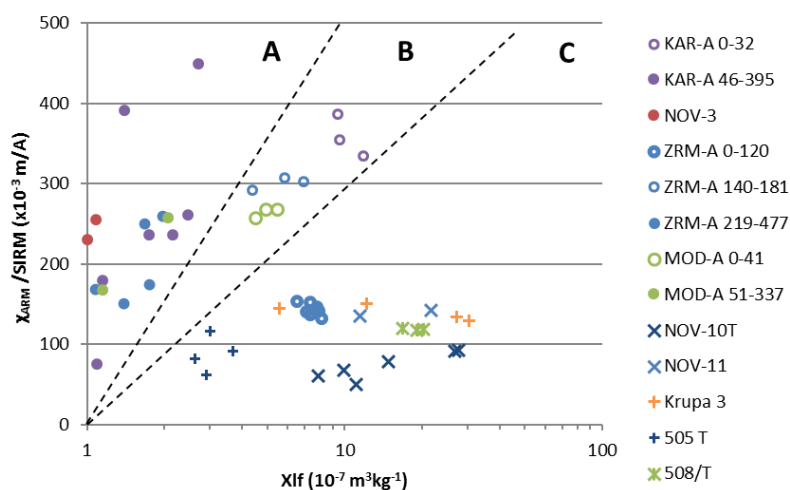 500
400
300
200
100
0
χARM /SIRM (x10⁻³ m/A)
A B C
1 10 100
Xlf (10⁻⁷ m³kg⁻¹)
KAR-A 0-32
KAR-A 46-395
NOV-3
ZRM-A 0-120
ZRM-A 140-181
ZRM-A 219-477
MOD-A 0-41
MOD-A 51-337
NOV-10T
NOV-11
Krupa 3
505 T
508/T